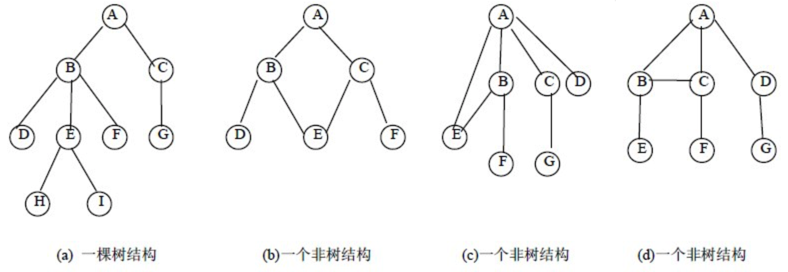 A A A A
B C B C B C D B C D
D E F G D E F E F G E F G
H I
(a) 一棵树结构 (b)一个非树结构 (c)一个非树结构 (d)一个非树结构